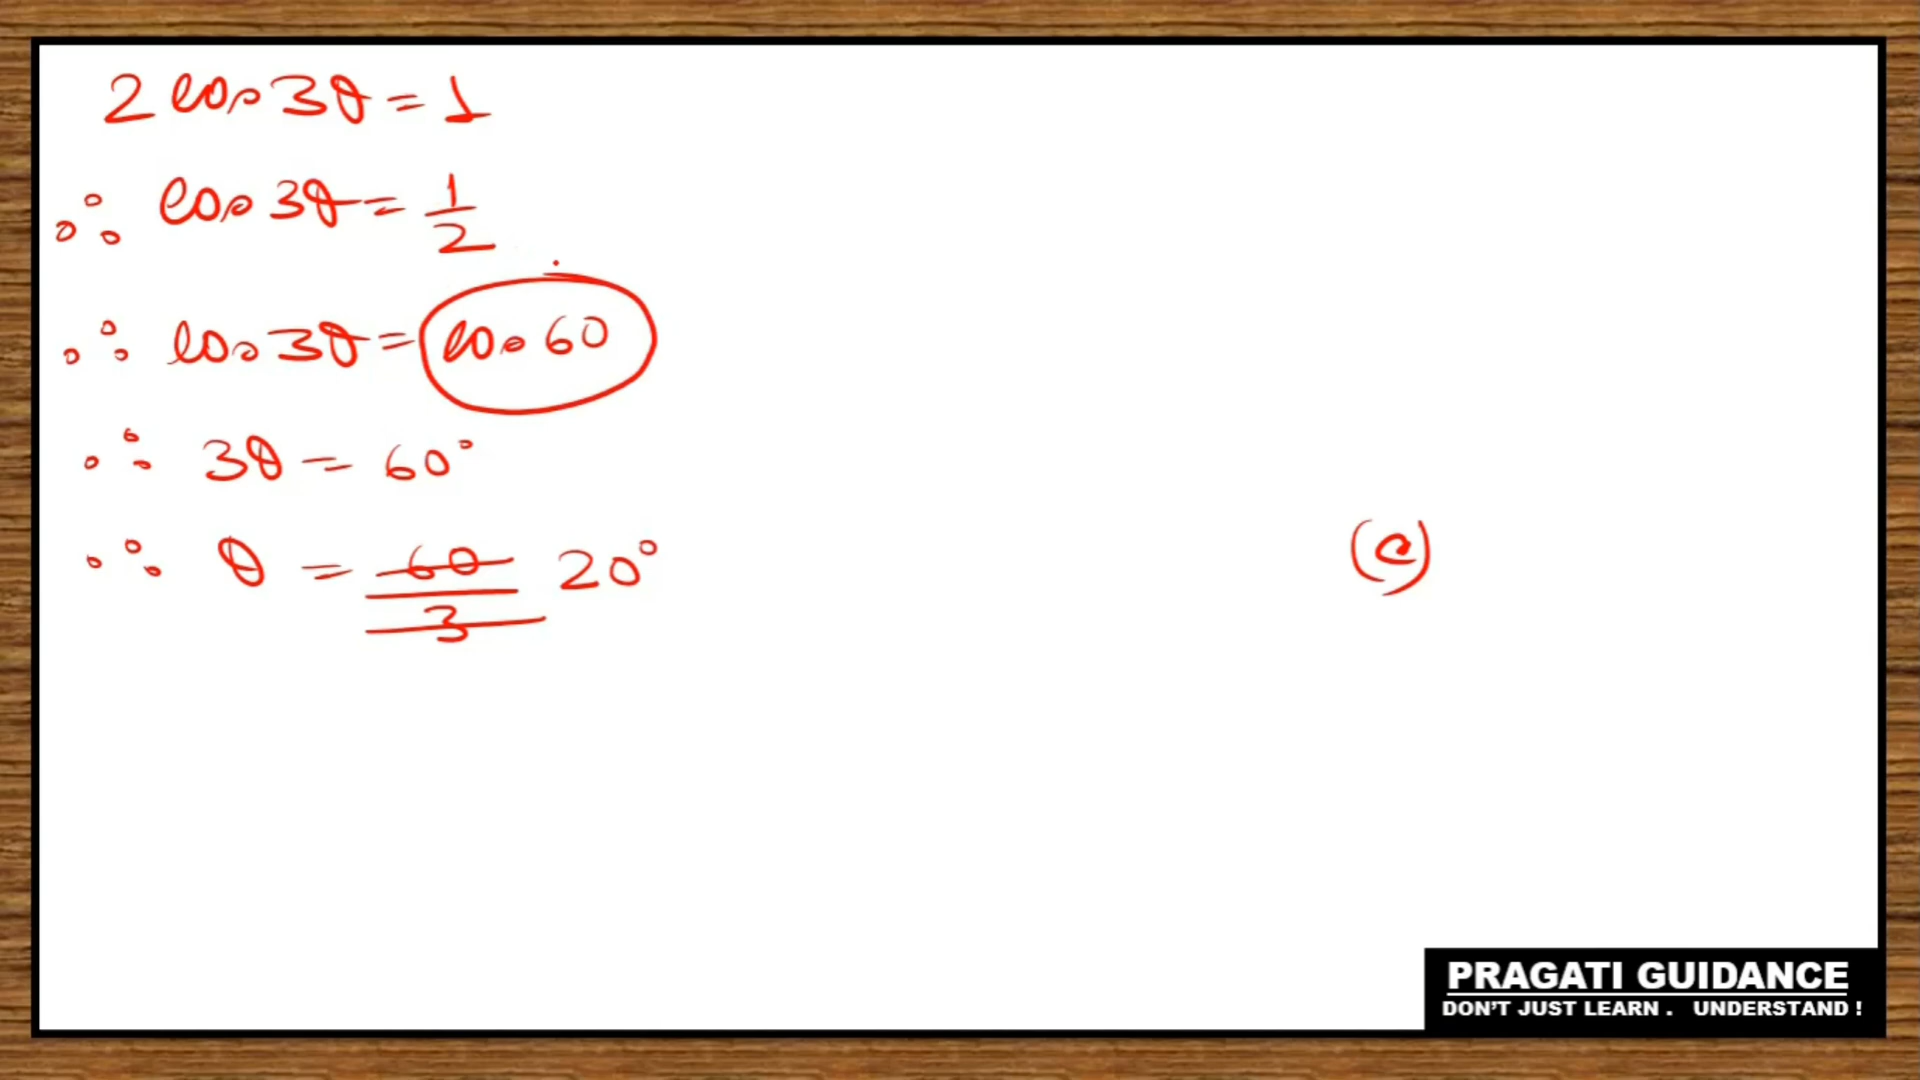 2 cos 3θ = 1
∴ cos 3θ = 1/2
∴ cos 3θ = cos 60
∴ 3θ = 60°
∴ θ = 60/3 20°
(c)
PRAGATI GUIDANCE
DON'T JUST LEARN . UNDERSTAND !